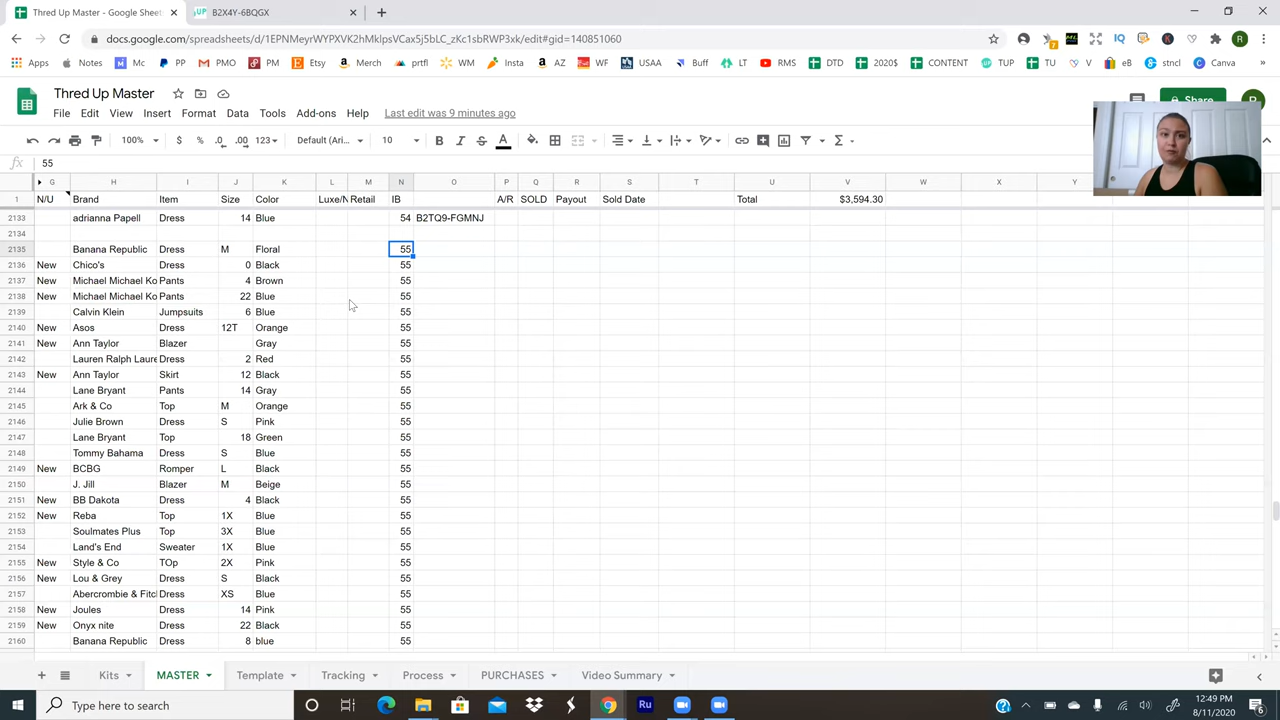 Thred Up Master - Google Sheet
B2X4Y-6BQGX
docs.google.com/spreadsheets/d/1EPNMeyrWYPXVK2hMklpsVCax5j5bLC_zKc1sbRWP3xk/edit#gid=140851060
Apps Notes Mc PP PMO PM Etsy Merch prtfl WM Insta AZ WF USAA Buff LT RMS DTD 2020$ CONTENT TUP TU V eB stncl Canva
Thred Up Master
Share
File Edit View Insert Format Data Tools Add-ons Help Last edit was 9 minutes ago
100% $ % .0 .00 123 Default (Ari... 10 B I S A
fx 55
G H I J K L M N O P Q R S T U V W X Y
1 N/U Brand Item Size Color Luxe/N Retail IB A/R SOLD Payout Sold Date Total $3,594.30
2133 adrianna Papell Dress 14 Blue 54 B2TQ9-FGMNJ
2134
2135 Banana Republic Dress M Floral 55
2136 New Chico's Dress 0 Black 55
2137 New Michael Michael Ko Pants 4 Brown 55
2138 New Michael Michael Ko Pants 22 Blue 55
2139 Calvin Klein Jumpsuits 6 Blue 55
2140 New Asos Dress 12T Orange 55
2141 New Ann Taylor Blazer Gray 55
2142 Lauren Ralph Laure Dress 2 Red 55
2143 New Ann Taylor Skirt 12 Black 55
2144 Lane Bryant Pants 14 Gray 55
2145 Ark & Co Top M Orange 55
2146 Julie Brown Dress S Pink 55
2147 Lane Bryant Top 18 Green 55
2148 Tommy Bahama Dress S Blue 55
2149 New BCBG Romper L Black 55
2150 J. Jill Blazer M Beige 55
2151 New BB Dakota Dress 4 Black 55
2152 New Reba Top 1X Blue 55
2153 Soulmates Plus Top 3X Blue 55
2154 Land's End Sweater 1X Blue 55
2155 New Style & Co TOp 2X Pink 55
2156 New Lou & Grey Dress S Black 55
2157 Abercrombie & Fitc Dress XS Blue 55
2158 New Joules Dress 14 Pink 55
2159 New Onyx nite Dress 22 Black 55
2160 Banana Republic Dress 8 blue 55
Kits MASTER Template Tracking Process PURCHASES Video Summary
Type here to search
Ru
12:49 PM
8/11/2020